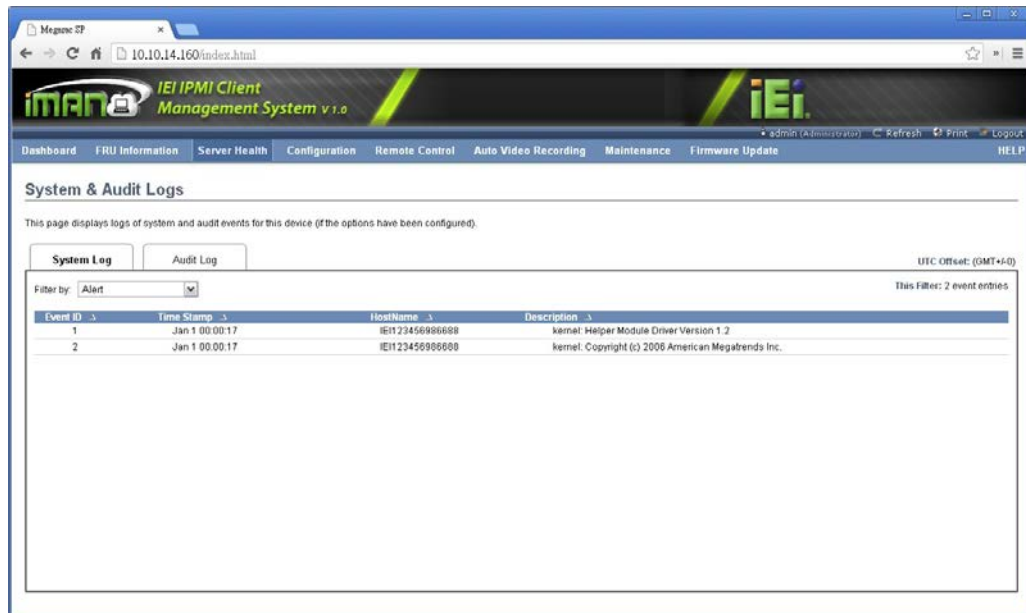 Megarac SP
10.10.14.160/index.html
iMAN
IEI IPMI Client
Management System V 1.0
iEi.
admin (Administrator) Refresh Print Logout
Dashboard FRU Information Server Health Configuration Remote Control Auto Video Recording Maintenance Firmware Update HELP
System & Audit Logs
This page displays logs of system and audit events for this device (if the options have been configured).
System Log Audit Log UTC Offset: (GMT+/-0)
Filter by: Alert This Filter: 2 event entries
Event ID Time Stamp HostName Description
1 Jan 1 00:00:17 IEI123456986688 kernel: Helper Module Driver Version 1.2
2 Jan 1 00:00:17 IEI123456986688 kernel: Copyright (c) 2006 American Megatrends Inc.